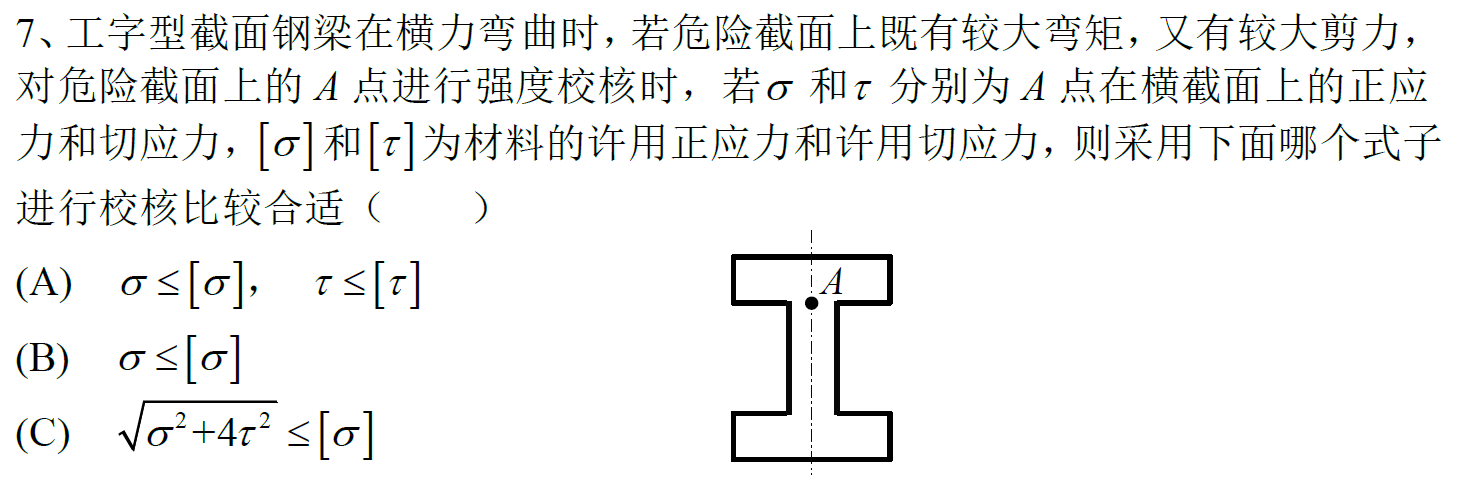 7、工字型截面钢梁在横力弯曲时，若危险截面上既有较大弯矩，又有较大剪力，
对危险截面上的 A 点进行强度校核时，若σ 和τ 分别为 A 点在横截面上的正应
力和切应力，[σ]和[τ]为材料的许用正应力和许用切应力，则采用下面哪个式子
进行校核比较合适（　　）
(A) σ≤[σ]， τ≤[τ]
(B) σ≤[σ]
(C) √(σ²+4τ²) ≤[σ]
A